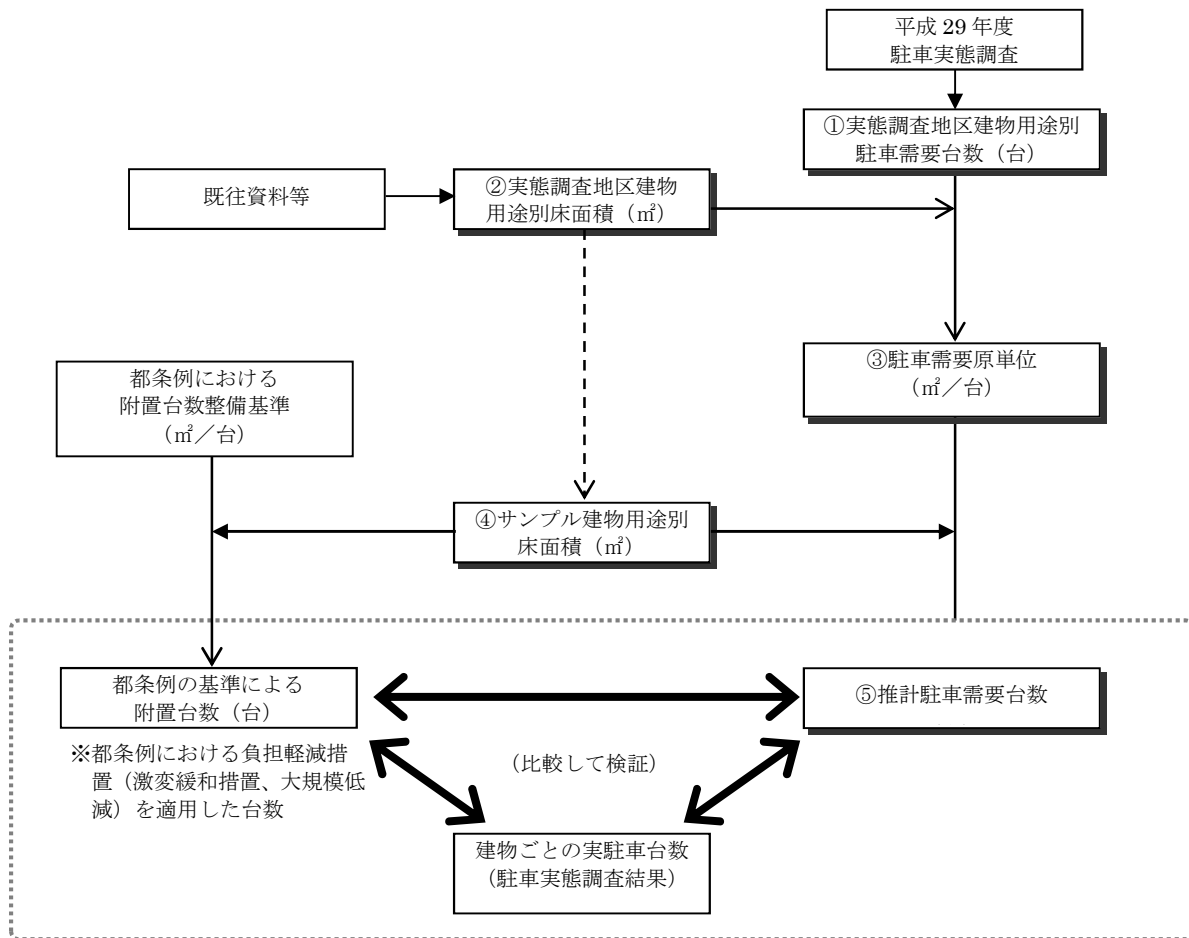 平成 29 年度
駐車実態調査
①実態調査地区建物用途別
駐車需要台数（台）
既往資料等
②実態調査地区建物
用途別床面積（㎡）
③駐車需要原単位
（㎡／台）
都条例における
附置台数整備基準
（㎡／台）
④サンプル建物用途別
床面積（㎡）
都条例の基準による
附置台数（台）
⑤推計駐車需要台数
※都条例における負担軽減措
置（激変緩和措置、大規模低
減）を適用した台数
（比較して検証）
建物ごとの実駐車台数
（駐車実態調査結果）